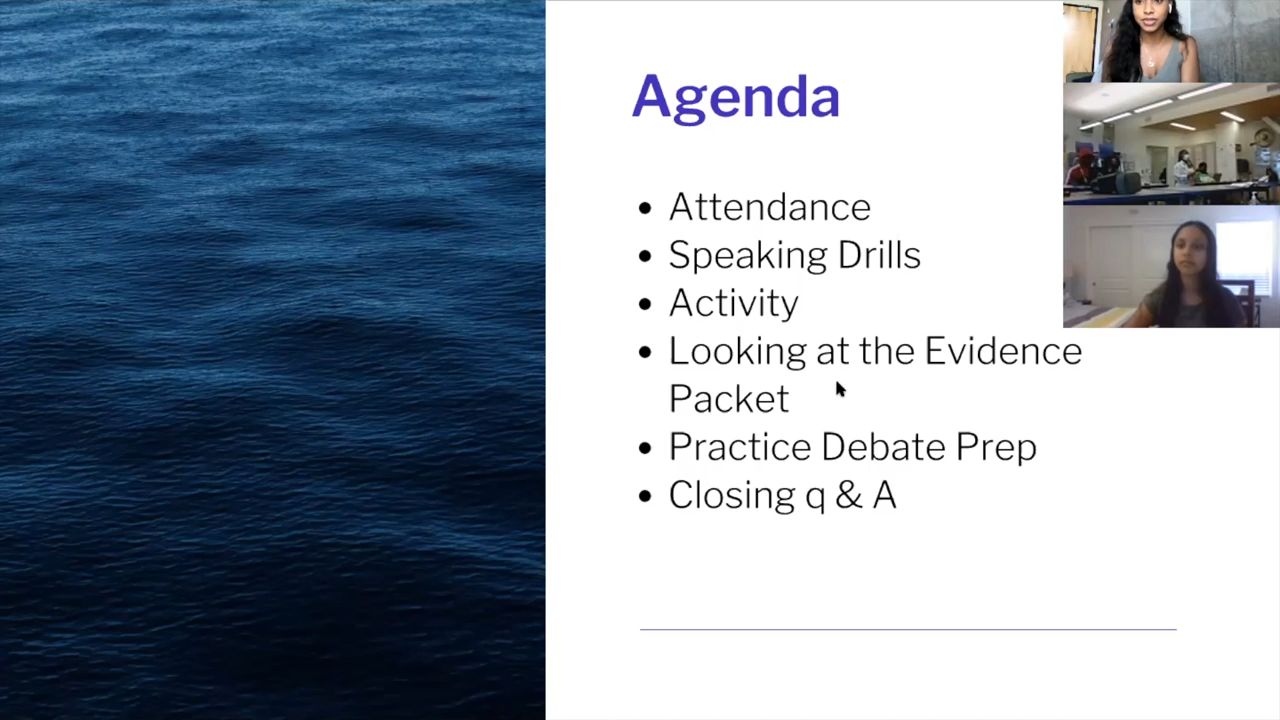 Agenda
Attendance
Speaking Drills
Activity
Looking at the Evidence
Packet
Practice Debate Prep
Closing q & A